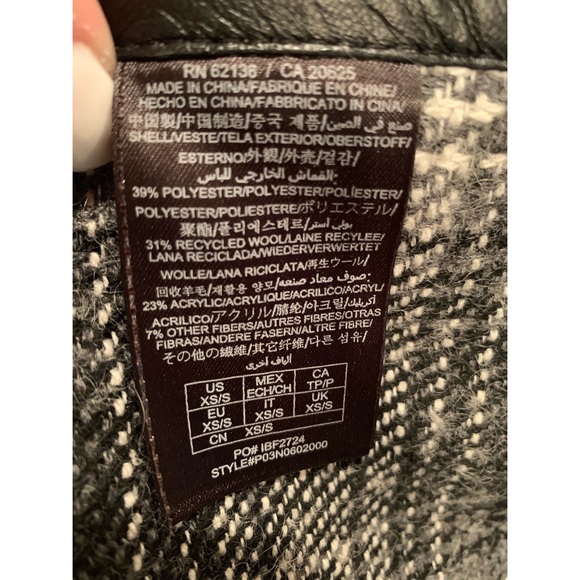 RN 62136 / CA 20625
MADE IN CHINA/FABRIQUE EN CHINE/
HECHO EN CHINA/FABBRICATO IN CINA/
中国製/中国制造/중국 제품/صنع في الصين
SHELL/VESTE/TELA EXTERIOR/OBERSTOFF/
ESTERNO/外観/外壳/겉감/
القماش الخارجي للباس:
39% POLYESTER/POLYESTER/POLIÉSTER/
POLYESTER/POLIESTERE/ポリエステル/
聚酯/폴리에스테르/بولي أستر/
31% RECYCLED WOOL/LAINE RECYLEE/
LANA RECICLADA/WIEDERVERWERTET
WOLLE/LANA RICICLATA/再生ウール/
回收羊毛/재활용 양모/صوف معاد صنعه/
23% ACRYLIC/ACRYLIQUE/ACRILICO/ACRYL/
ACRILICO/アクリル/腈纶/아크릴/أكريليك/
7% OTHER FIBERS/AUTRES FIBRES/OTRAS
FIBRAS/ANDERE FASERN/ALTRE FIBRE/
その他の繊維/其它纤维/다른 섬유/
ألياف أخرى
US XS/S MEX ECH/CH CA TP/P
EU XS/S IT XS/S UK XS/S
CN XS/S
PO# IBF2724
STYLE#P03N0602000